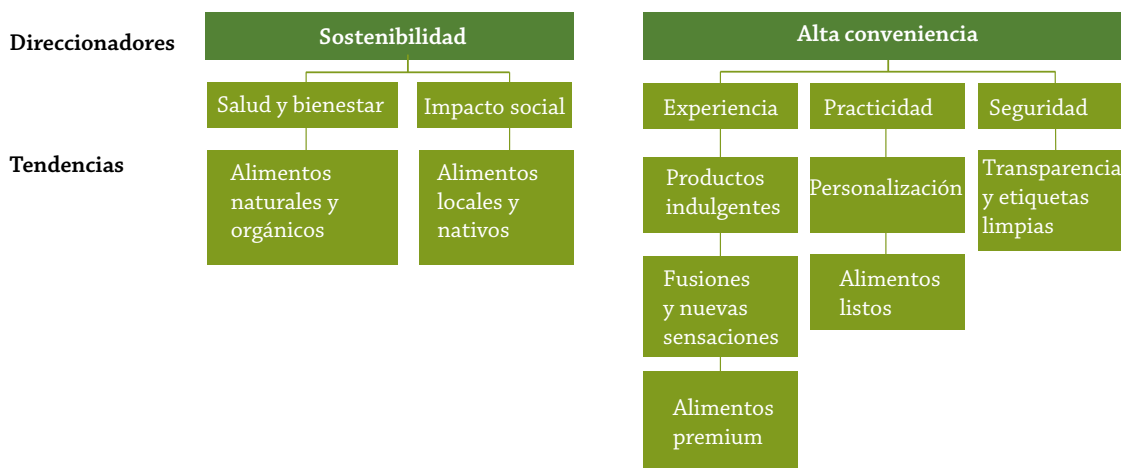 Direccionadores
Sostenibilidad
Alta conveniencia
Salud y bienestar
Impacto social
Experiencia
Practicidad
Seguridad
Tendencias
Alimentos
naturales y
orgánicos
Alimentos
locales y
nativos
Productos
indulgentes
Personalización
Transparencia
y etiquetas
limpias
Fusiones
y nuevas
sensaciones
Alimentos
listos
Alimentos
premium